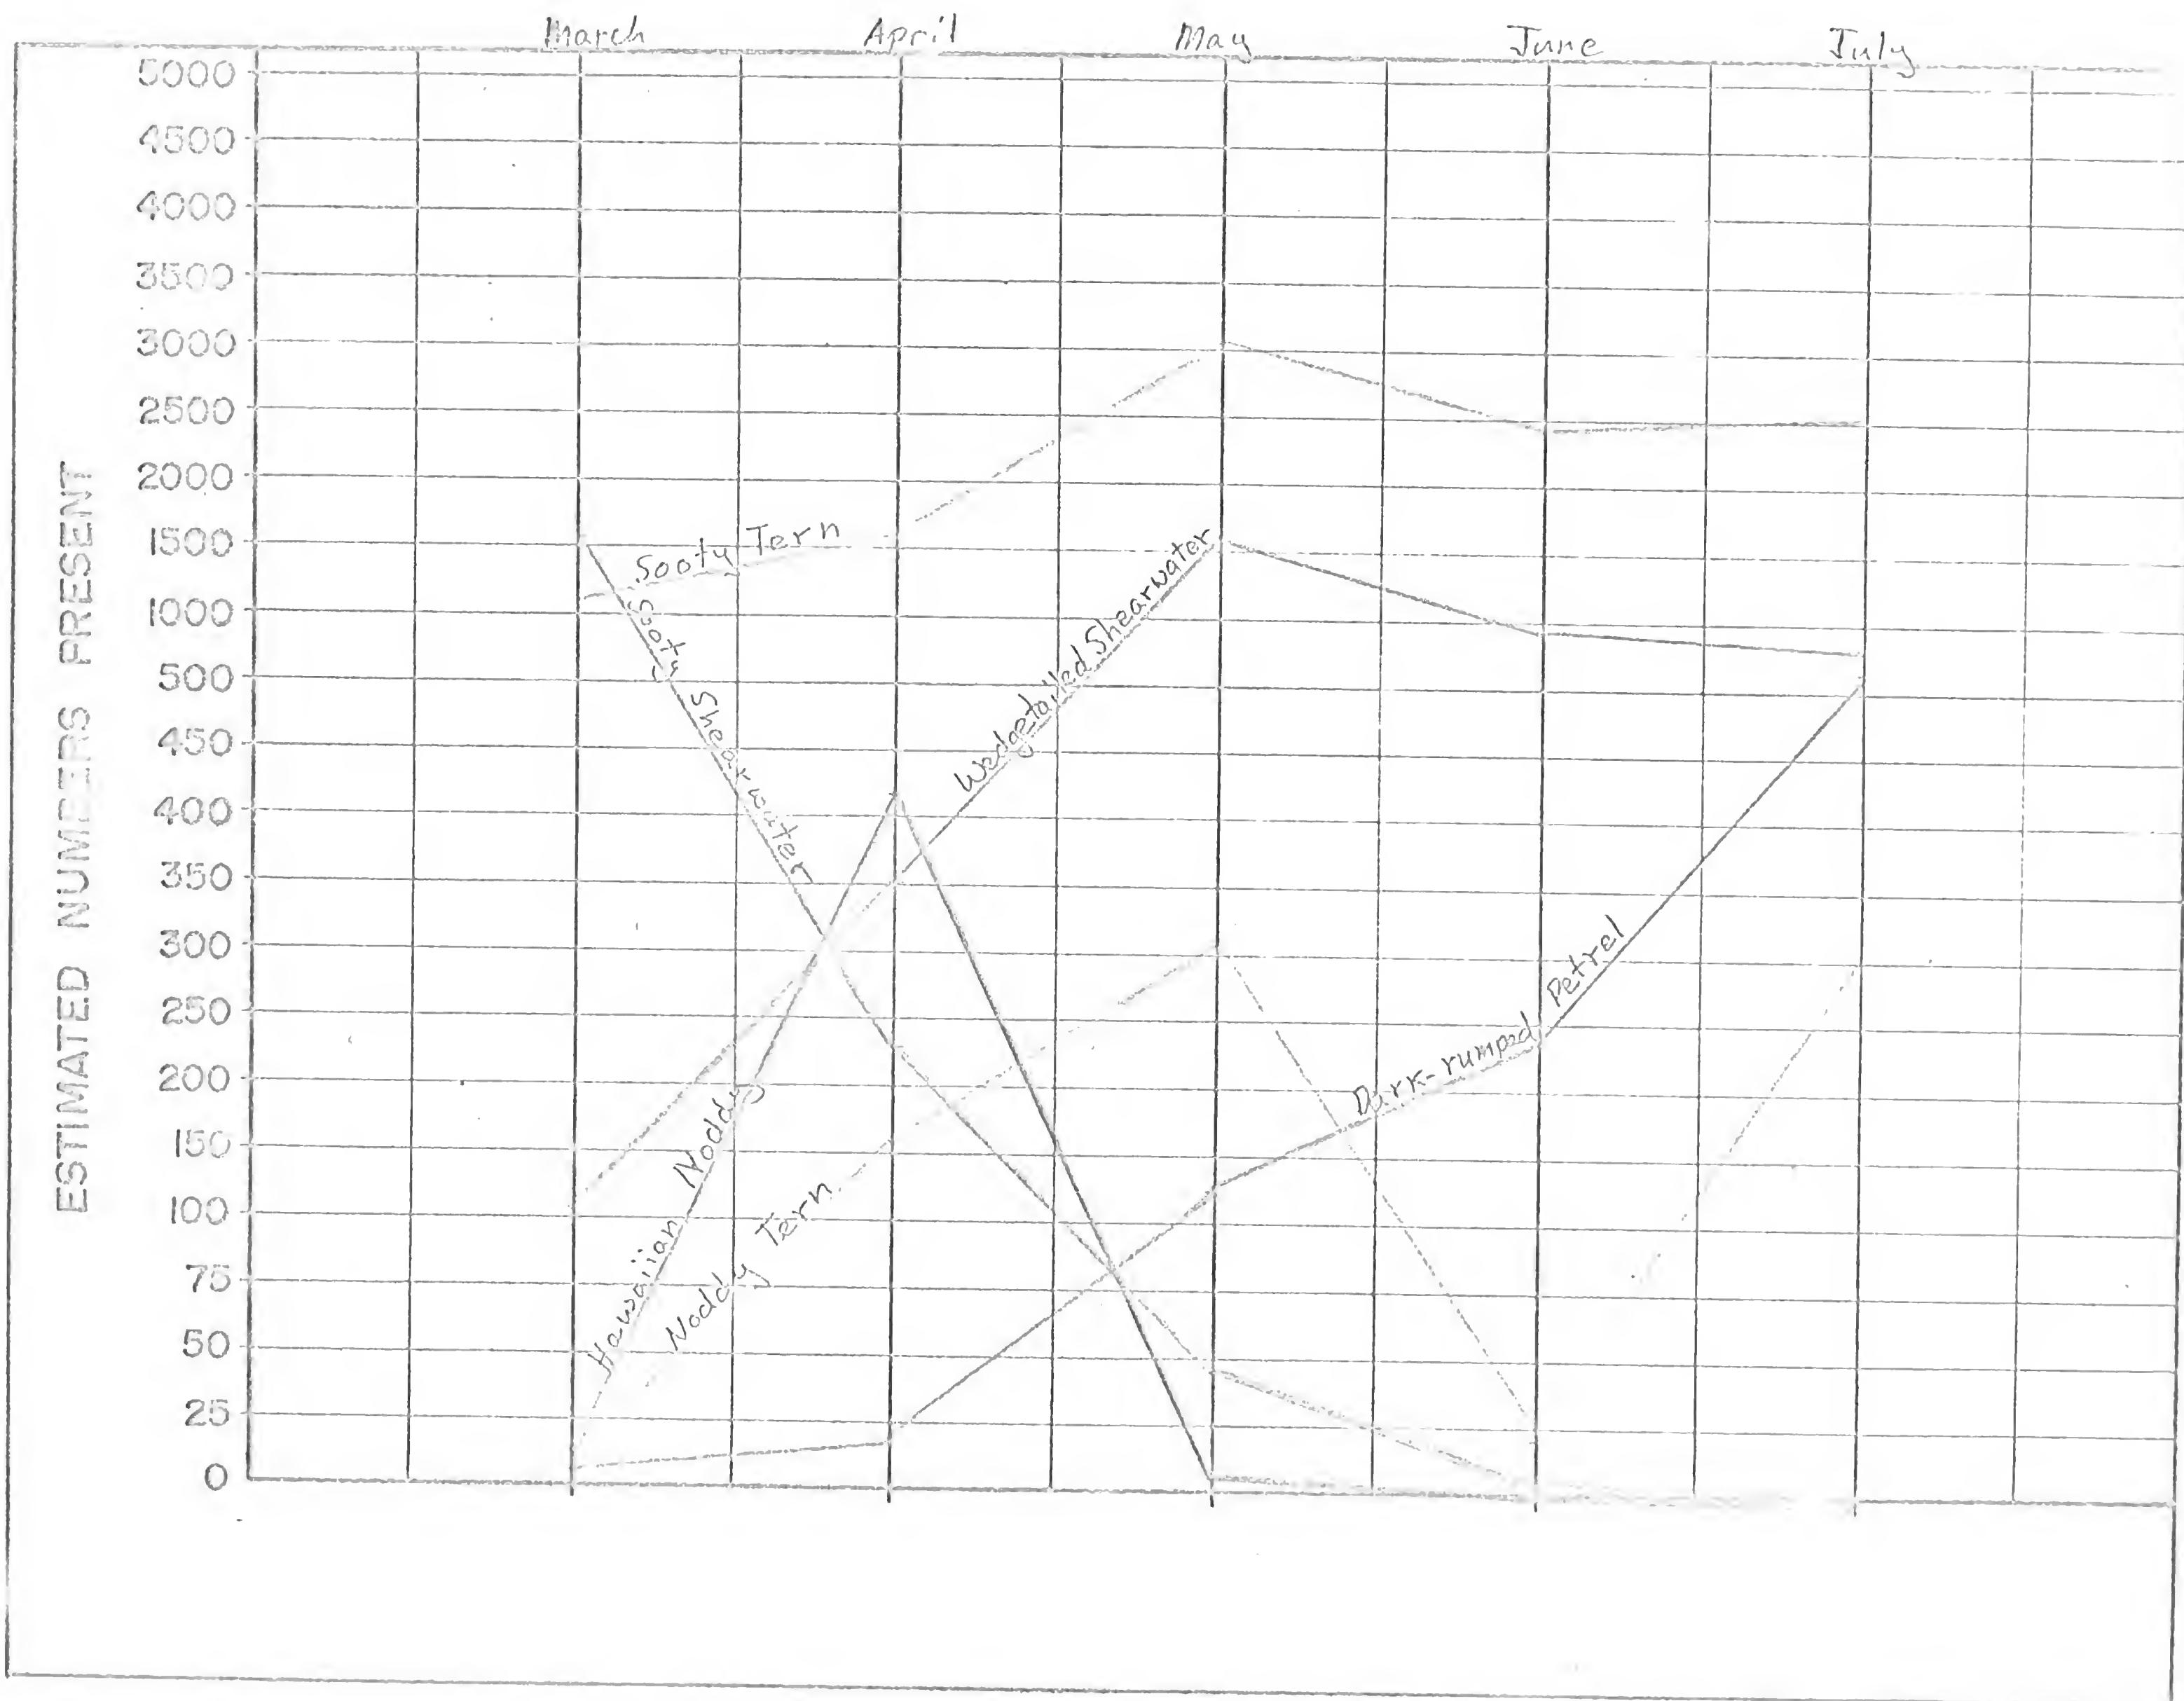 March April May June July
5000
4500
4000
3500
3000
2500
2000
1500
1000
500
450
400
350
300
250
200
150
100
75
50
25
0
ESTIMATED NUMBERS PRESENT
Sooty Tern
Sooty Shearwater
Wedgetailed Shearwater
Hawaiian Noddy
Noddy Tern
Dark-rumped Petrel